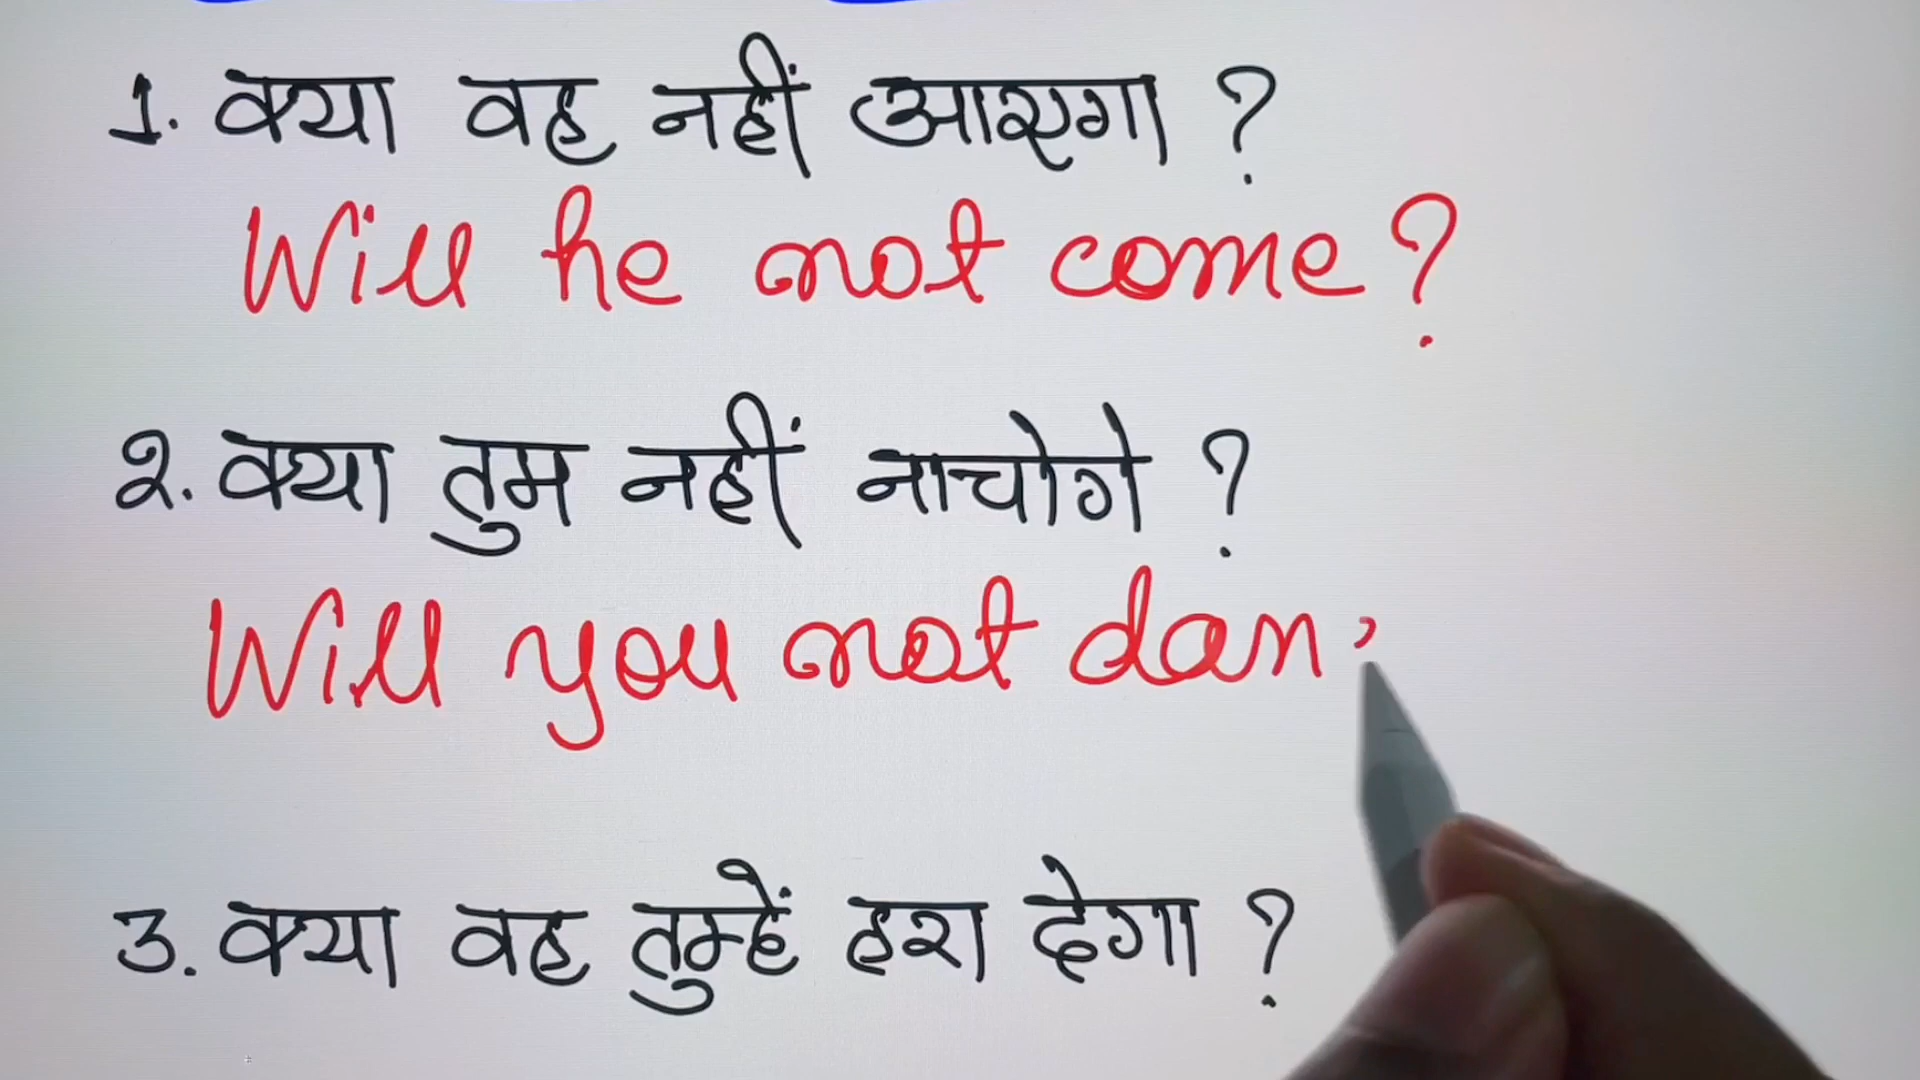 1. क्या वह नहीं आएगा ?
Will he not come?
2. क्या तुम नहीं नाचोगे ?
Will you not dan
3. क्या वह तुम्हें हरा देगा ?